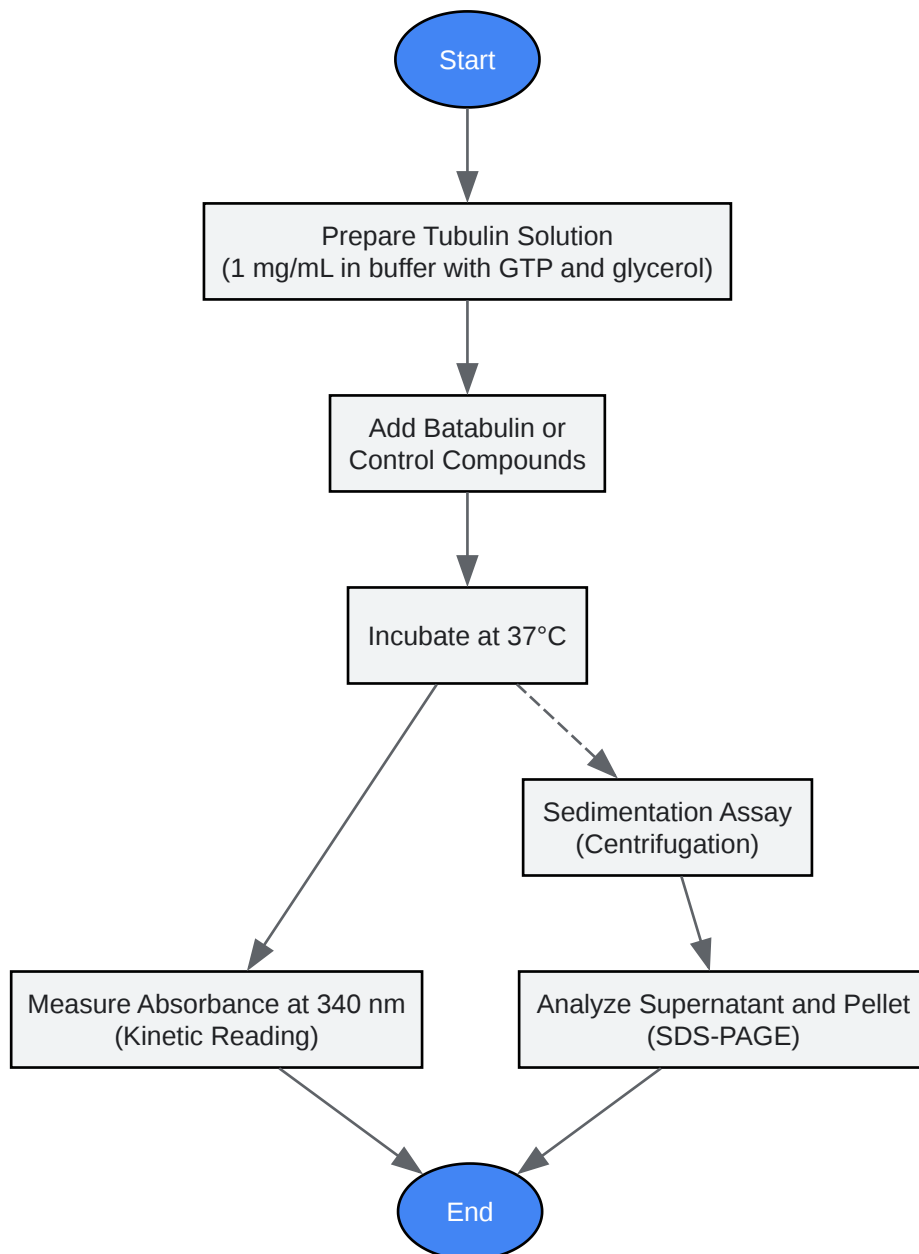 Start
Prepare Tubulin Solution
(1 mg/mL in buffer with GTP and glycerol)
Add Batabulin or
Control Compounds
Incubate at 37°C
Sedimentation Assay
(Centrifugation)
Measure Absorbance at 340 nm
(Kinetic Reading)
Analyze Supernatant and Pellet
(SDS-PAGE)
End